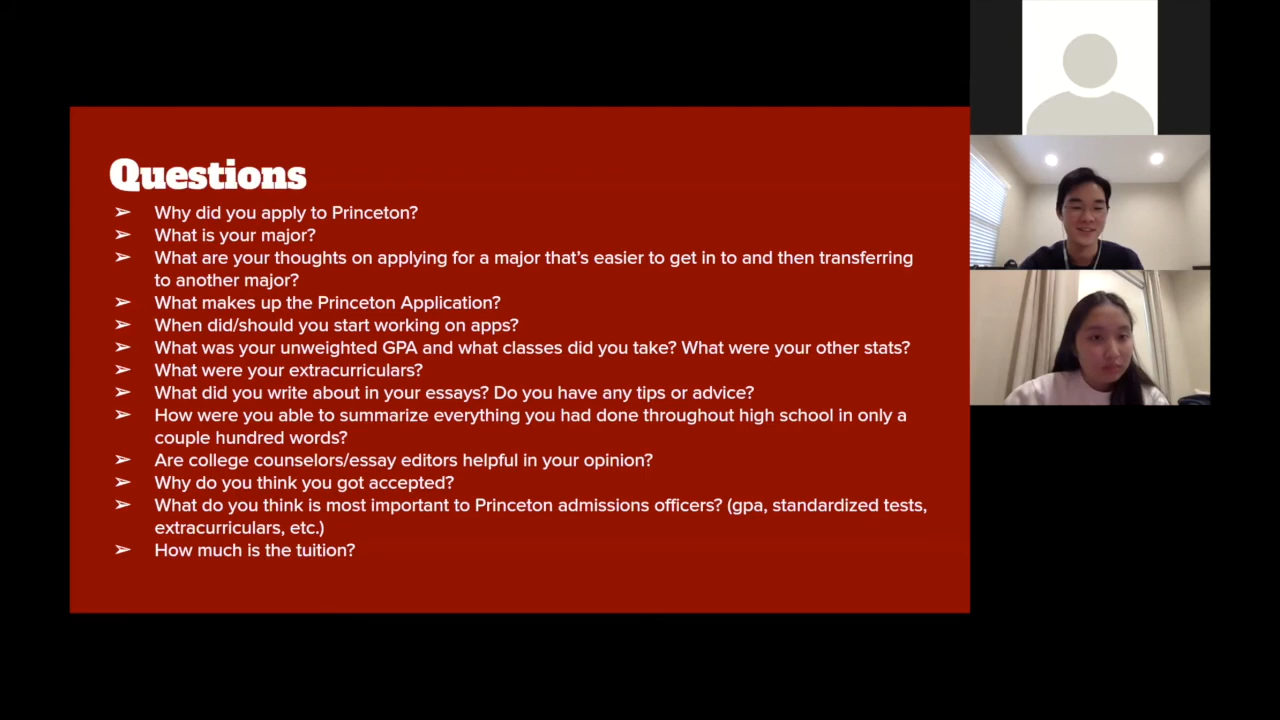 Questions
➢ Why did you apply to Princeton?
➢ What is your major?
➢ What are your thoughts on applying for a major that's easier to get in to and then transferring
to another major?
➢ What makes up the Princeton Application?
➢ When did/should you start working on apps?
➢ What was your unweighted GPA and what classes did you take? What were your other stats?
➢ What were your extracurriculars?
➢ What did you write about in your essays? Do you have any tips or advice?
➢ How were you able to summarize everything you had done throughout high school in only a
couple hundred words?
➢ Are college counselors/essay editors helpful in your opinion?
➢ Why do you think you got accepted?
➢ What do you think is most important to Princeton admissions officers? (gpa, standardized tests,
extracurriculars, etc.)
➢ How much is the tuition?